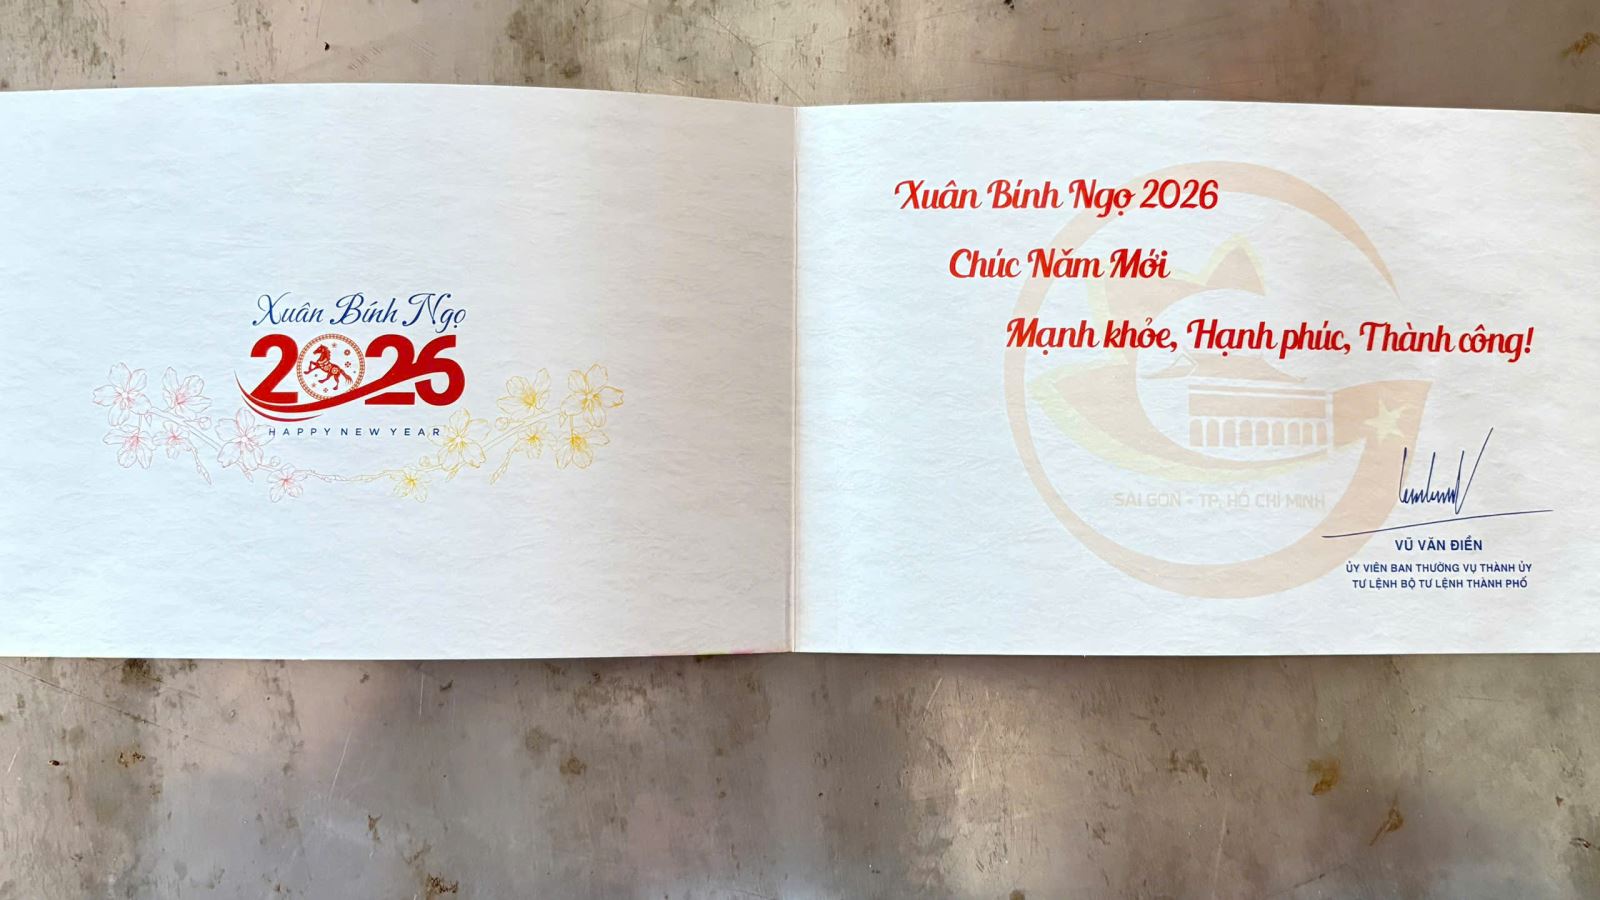 Xuân Bính Ngọ
2026
HAPPY NEW YEAR
Xuân Bính Ngọ 2026
Chúc Năm Mới
Mạnh khỏe, Hạnh phúc, Thành công!
SÀI GÒN - TP. HỒ CHÍ MINH
VŨ VĂN ĐIỀN
ỦY VIÊN BAN THƯỜNG VỤ THÀNH ỦY
TƯ LỆNH BỘ TƯ LỆNH THÀNH PHỐ